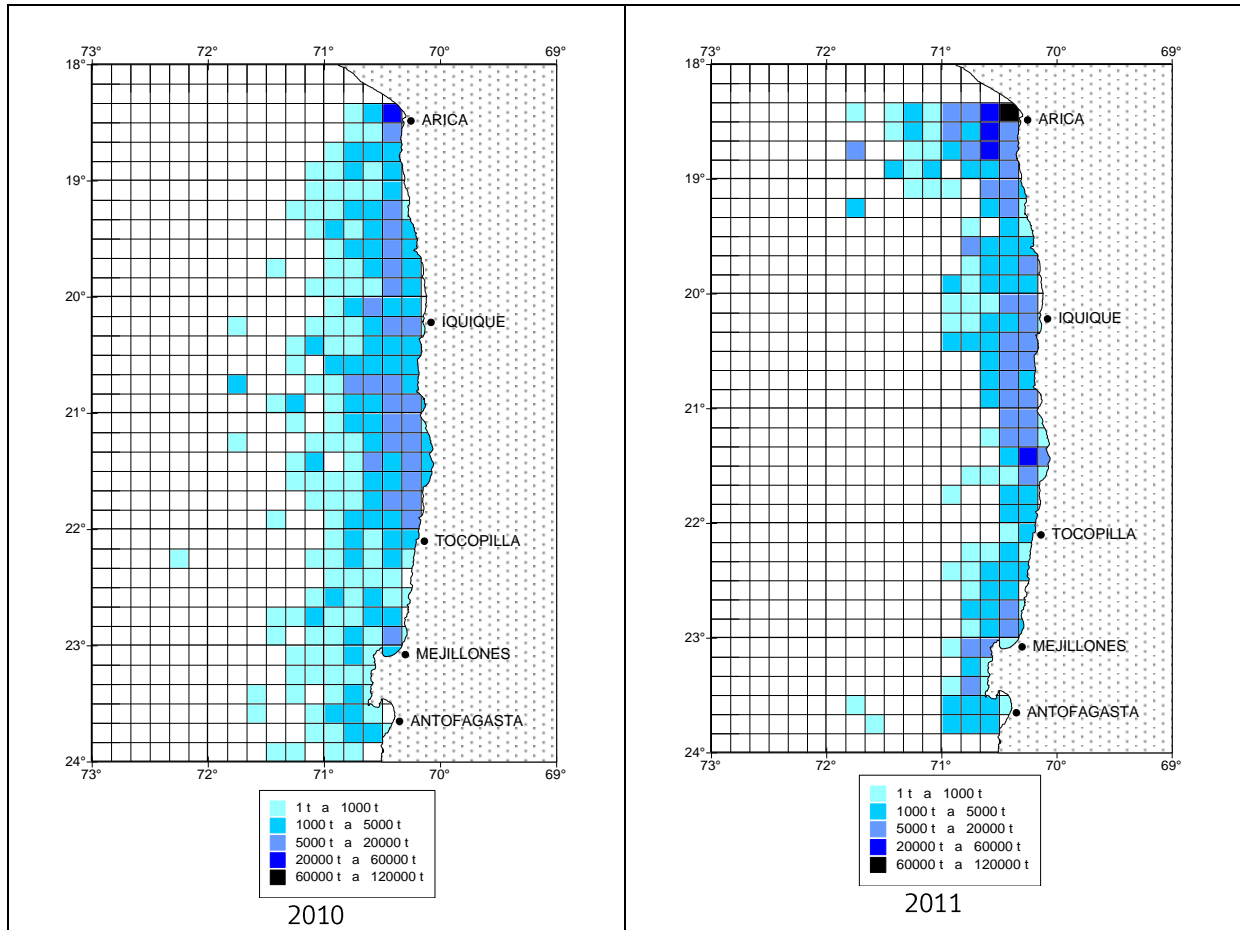 73° 72° 71° 70° 69°
18°
ARICA
19°
20°
IQUIQUE
21°
22°
TOCOPILLA
23°
MEJILLONES
ANTOFAGASTA
24°
73° 72° 71° 70° 69°
1 t a 1000 t
1000 t a 5000 t
5000 t a 20000 t
20000 t a 60000 t
60000 t a 120000 t
2010
73° 72° 71° 70° 69°
18°
ARICA
19°
20°
IQUIQUE
21°
22°
TOCOPILLA
23°
MEJILLONES
ANTOFAGASTA
24°
73° 72° 71° 70° 69°
1 t a 1000 t
1000 t a 5000 t
5000 t a 20000 t
20000 t a 60000 t
60000 t a 120000 t
2011